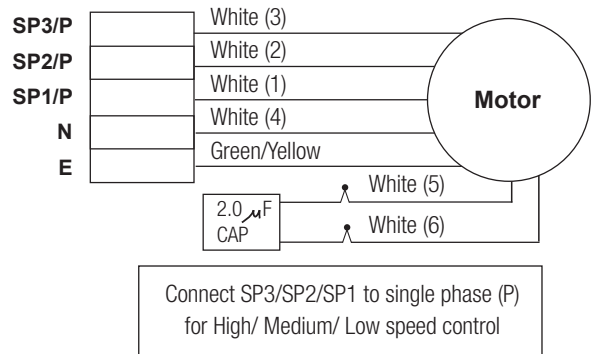 SP3/P White (3)
SP2/P White (2)
SP1/P White (1)
N White (4)
E Green/Yellow
Motor
White (5)
2.0 μF
CAP
White (6)
Connect SP3/SP2/SP1 to single phase (P)
for High/ Medium/ Low speed control